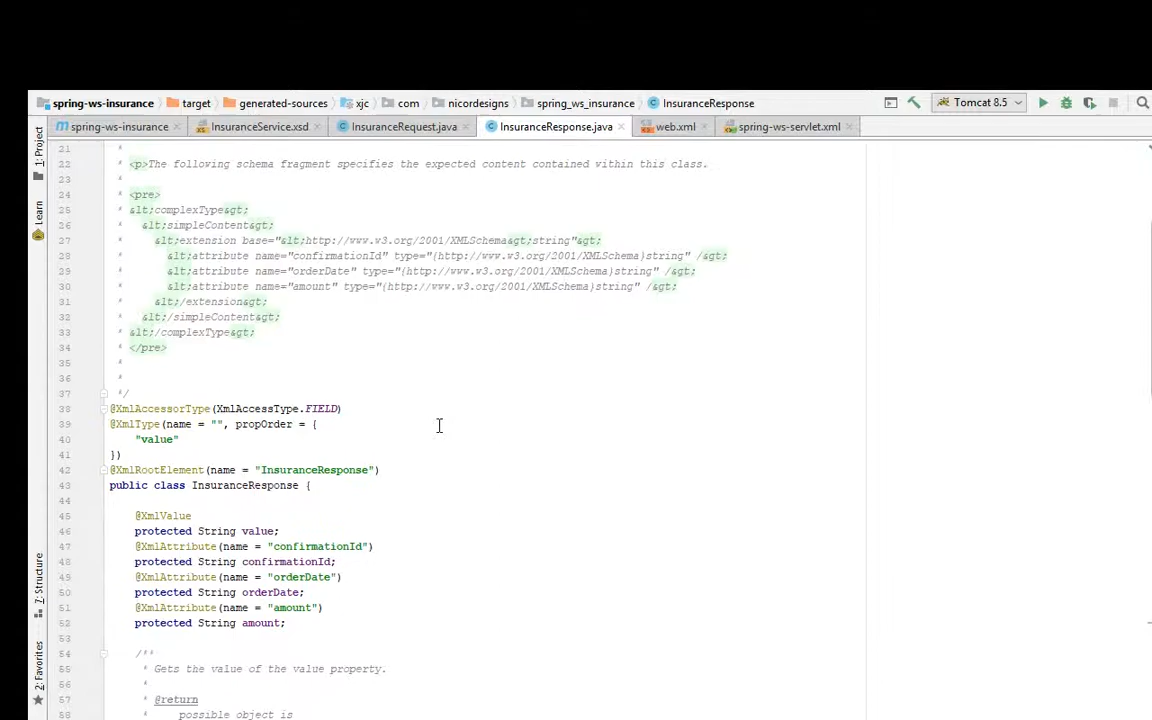 spring-ws-insurance target generated-sources xjc com nicordesigns spring_ws_insurance InsuranceResponse Tomcat 8.5
spring-ws-insurance InsuranceService.xsd InsuranceRequest.java InsuranceResponse.java web.xml spring-ws-servlet.xml
1: Project
Learn
7: Structure
2: Favorites
21 *
22 * <p>The following schema fragment specifies the expected content contained within this class.
23 *
24 * <pre>
25 * &lt;complexType&gt;
26 *   &lt;simpleContent&gt;
27 *     &lt;extension base="&lt;http://www.w3.org/2001/XMLSchema&gt;string"&gt;
28 *       &lt;attribute name="confirmationId" type="{http://www.w3.org/2001/XMLSchema}string" /&gt;
29 *       &lt;attribute name="orderDate" type="{http://www.w3.org/2001/XMLSchema}string" /&gt;
30 *       &lt;attribute name="amount" type="{http://www.w3.org/2001/XMLSchema}string" /&gt;
31 *     &lt;/extension&gt;
32 *   &lt;/simpleContent&gt;
33 * &lt;/complexType&gt;
34 * </pre>
35 *
36 *
37 */
38 @XmlAccessorType(XmlAccessType.FIELD)
39 @XmlType(name = "", propOrder = {
40     "value"
41 })
42 @XmlRootElement(name = "InsuranceResponse")
43 public class InsuranceResponse {
44
45     @XmlValue
46     protected String value;
47     @XmlAttribute(name = "confirmationId")
48     protected String confirmationId;
49     @XmlAttribute(name = "orderDate")
50     protected String orderDate;
51     @XmlAttribute(name = "amount")
52     protected String amount;
53
54     /**
55      * Gets the value of the value property.
56      *
57      * @return
58      *     possible object is